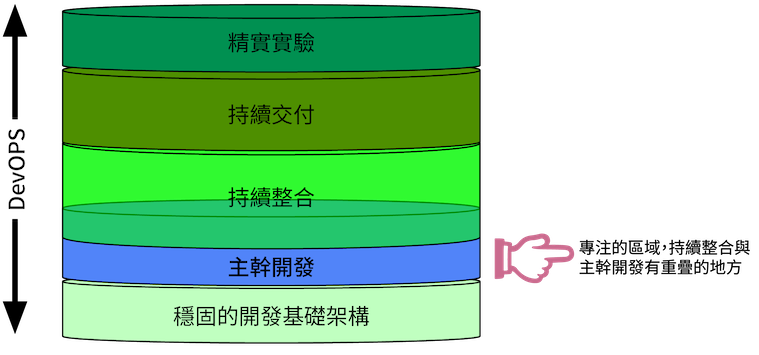 DevOPS
精實實驗
持續交付
持續整合
主幹開發
穩固的開發基礎架構
專注的區域，持續整合與
主幹開發有重疊的地方